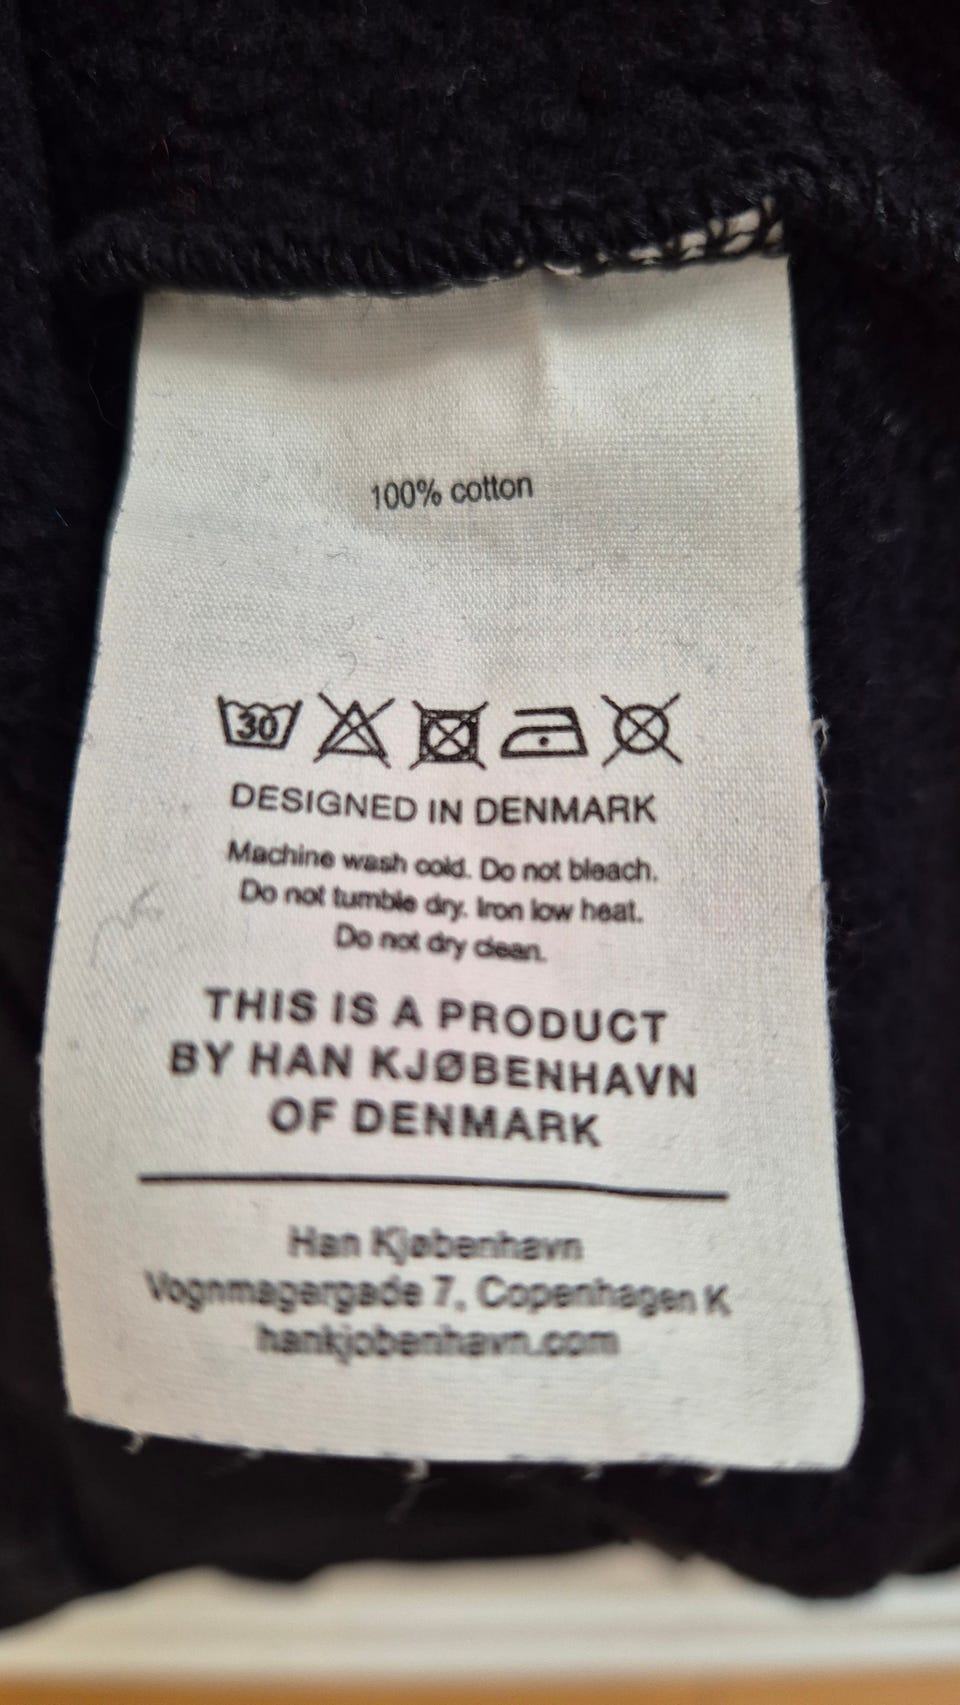 100% cotton
30
DESIGNED IN DENMARK
Machine wash cold. Do not bleach.
Do not tumble dry. Iron low heat.
Do not dry clean.
THIS IS A PRODUCT
BY HAN KJØBENHAVN
OF DENMARK
Han Kjøbenhavn
Vognmagergade 7, Copenhagen K
hankjobenhavn.com